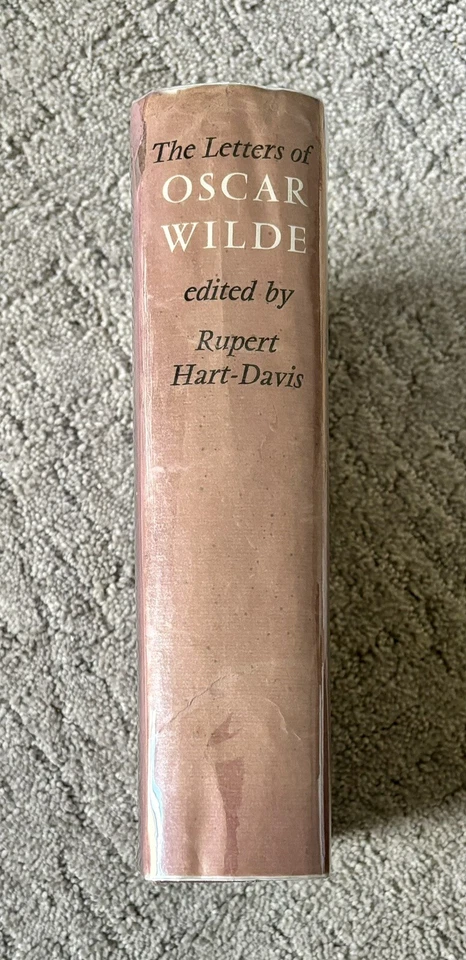 The Letters of
OSCAR
WILDE
edited by
Rupert
Hart-Davis